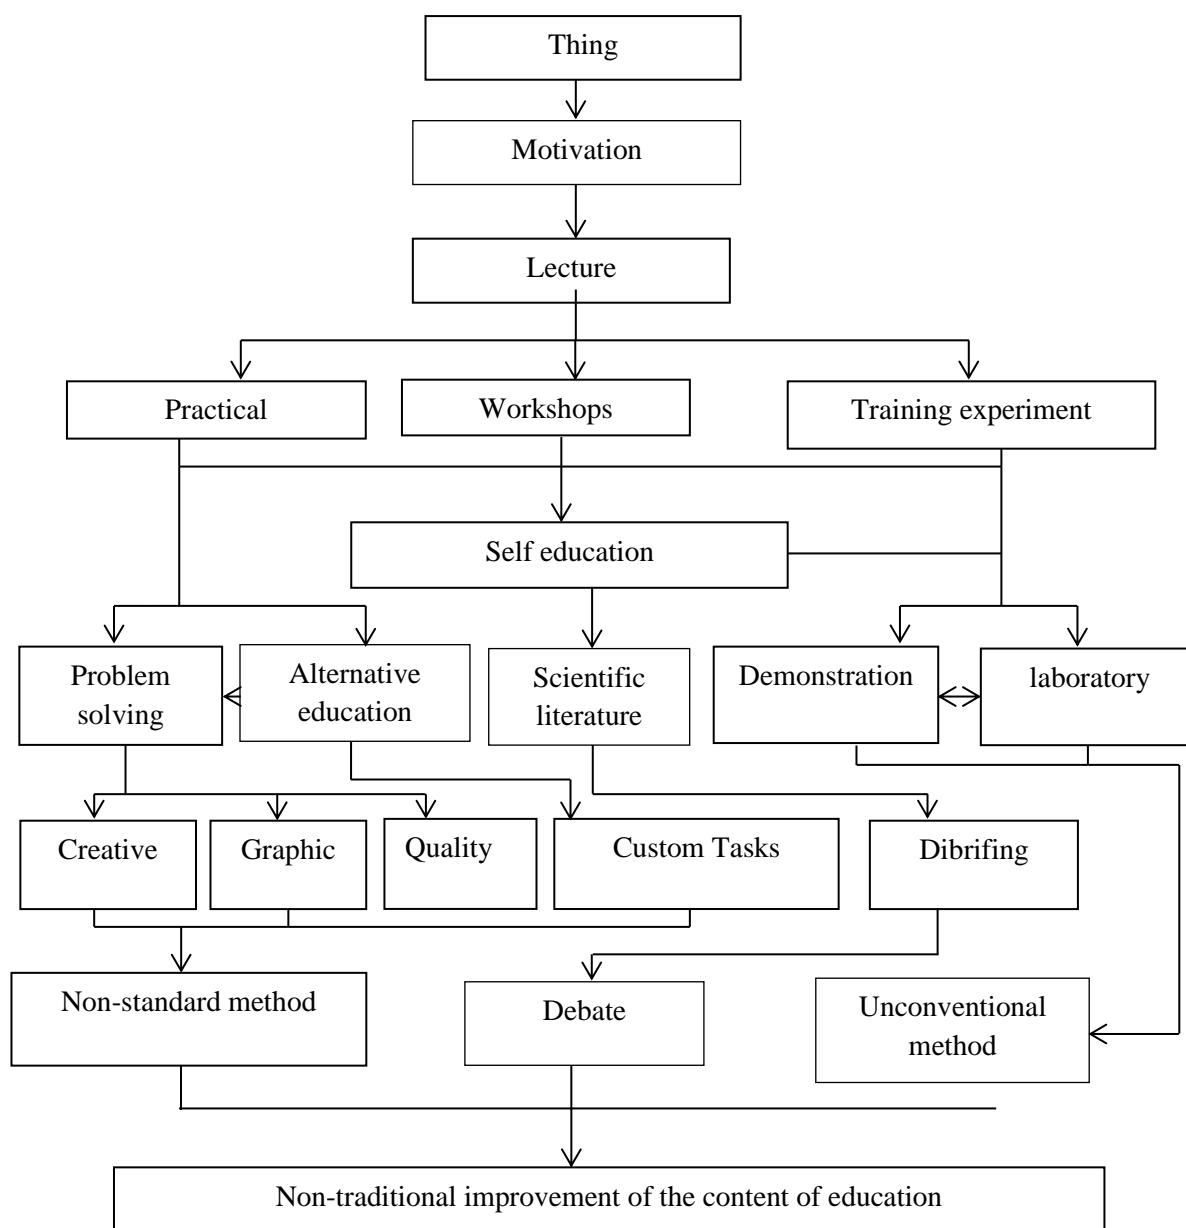 Thing
Motivation
Lecture
Practical
Workshops
Training experiment
Self education
Problem
solving
Alternative
education
Scientific
literature
Demonstration
laboratory
Creative
Graphic
Quality
Custom Tasks
Dibrifing
Non-standard method
Debate
Unconventional
method
Non-traditional improvement of the content of education